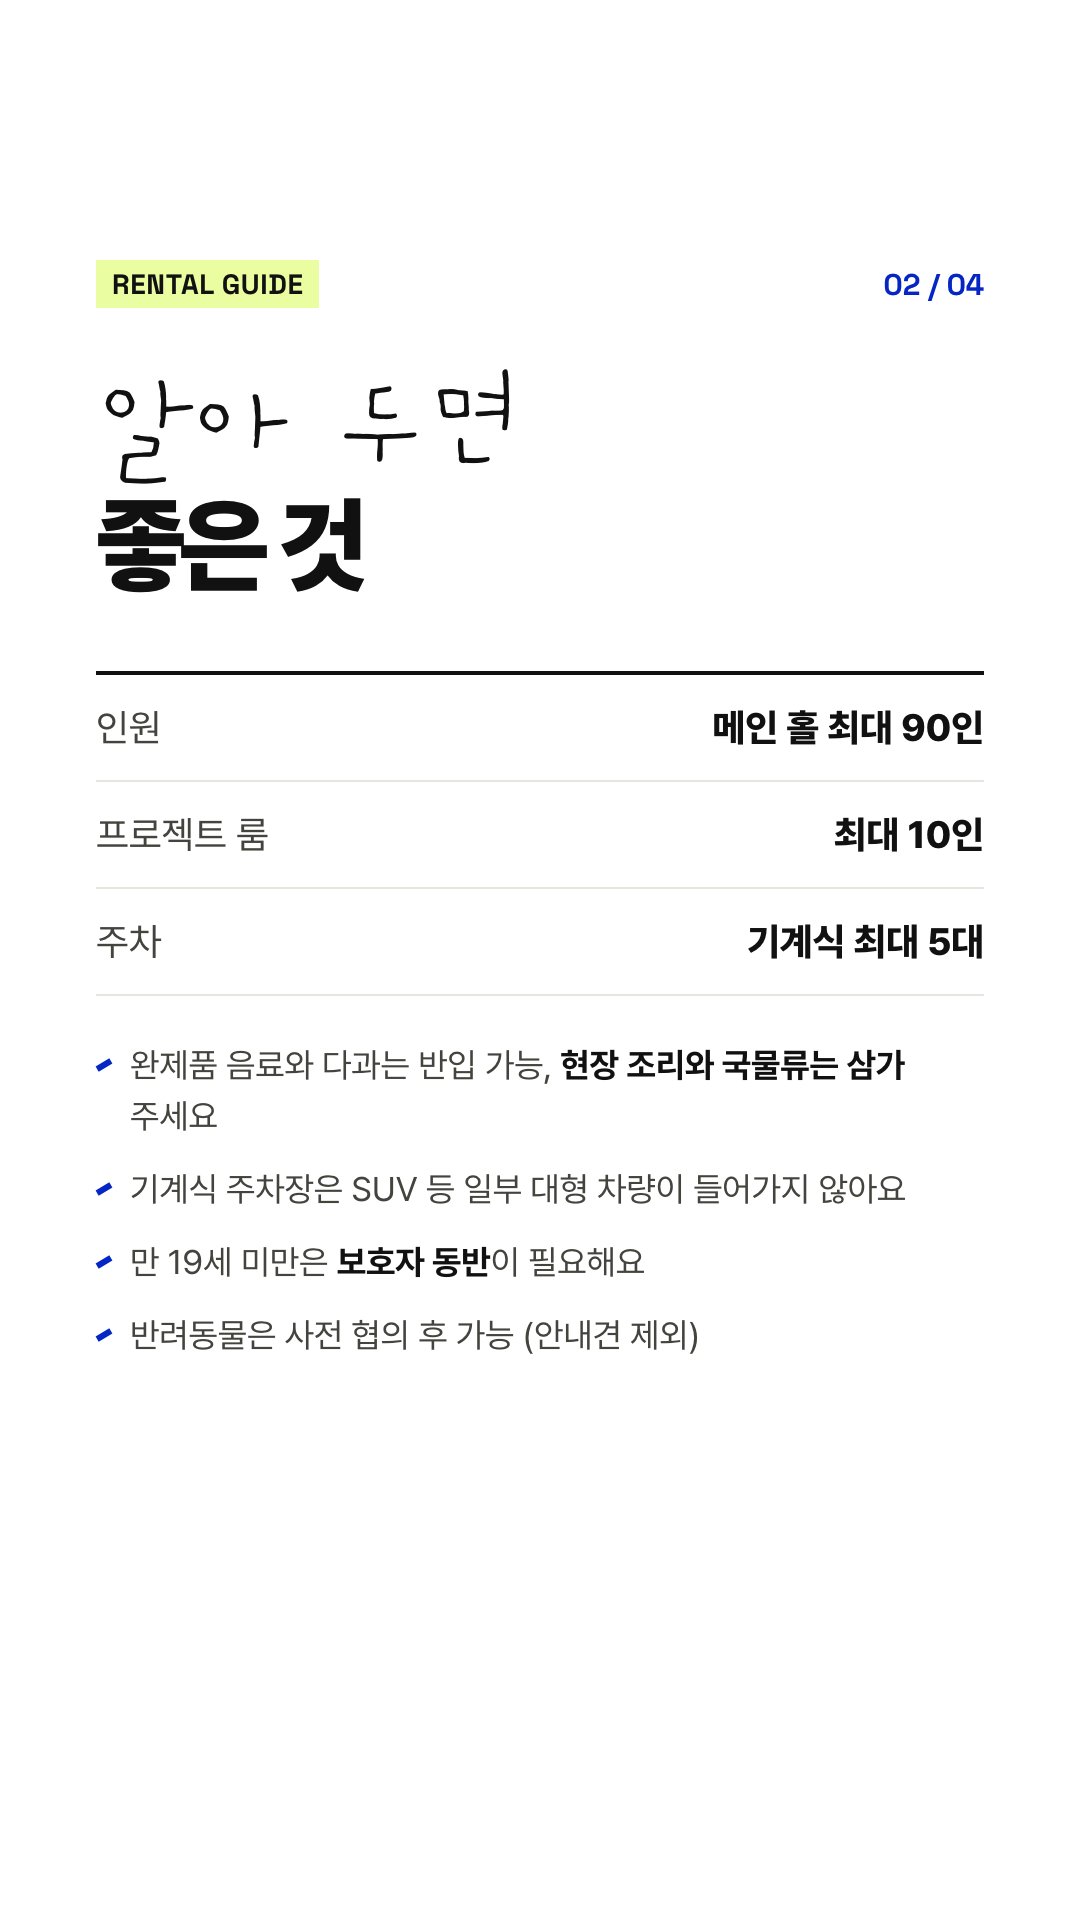 RENTAL GUIDE
02 / 04
알아 두면
좋은 것
인원
메인 홀 최대 90인
프로젝트 룸
최대 10인
주차
기계식 최대 5대
완제품 음료와 다과는 반입 가능, 현장 조리와 국물류는 삼가
주세요
기계식 주차장은 SUV 등 일부 대형 차량이 들어가지 않아요
만 19세 미만은 보호자 동반이 필요해요
반려동물은 사전 협의 후 가능 (안내견 제외)